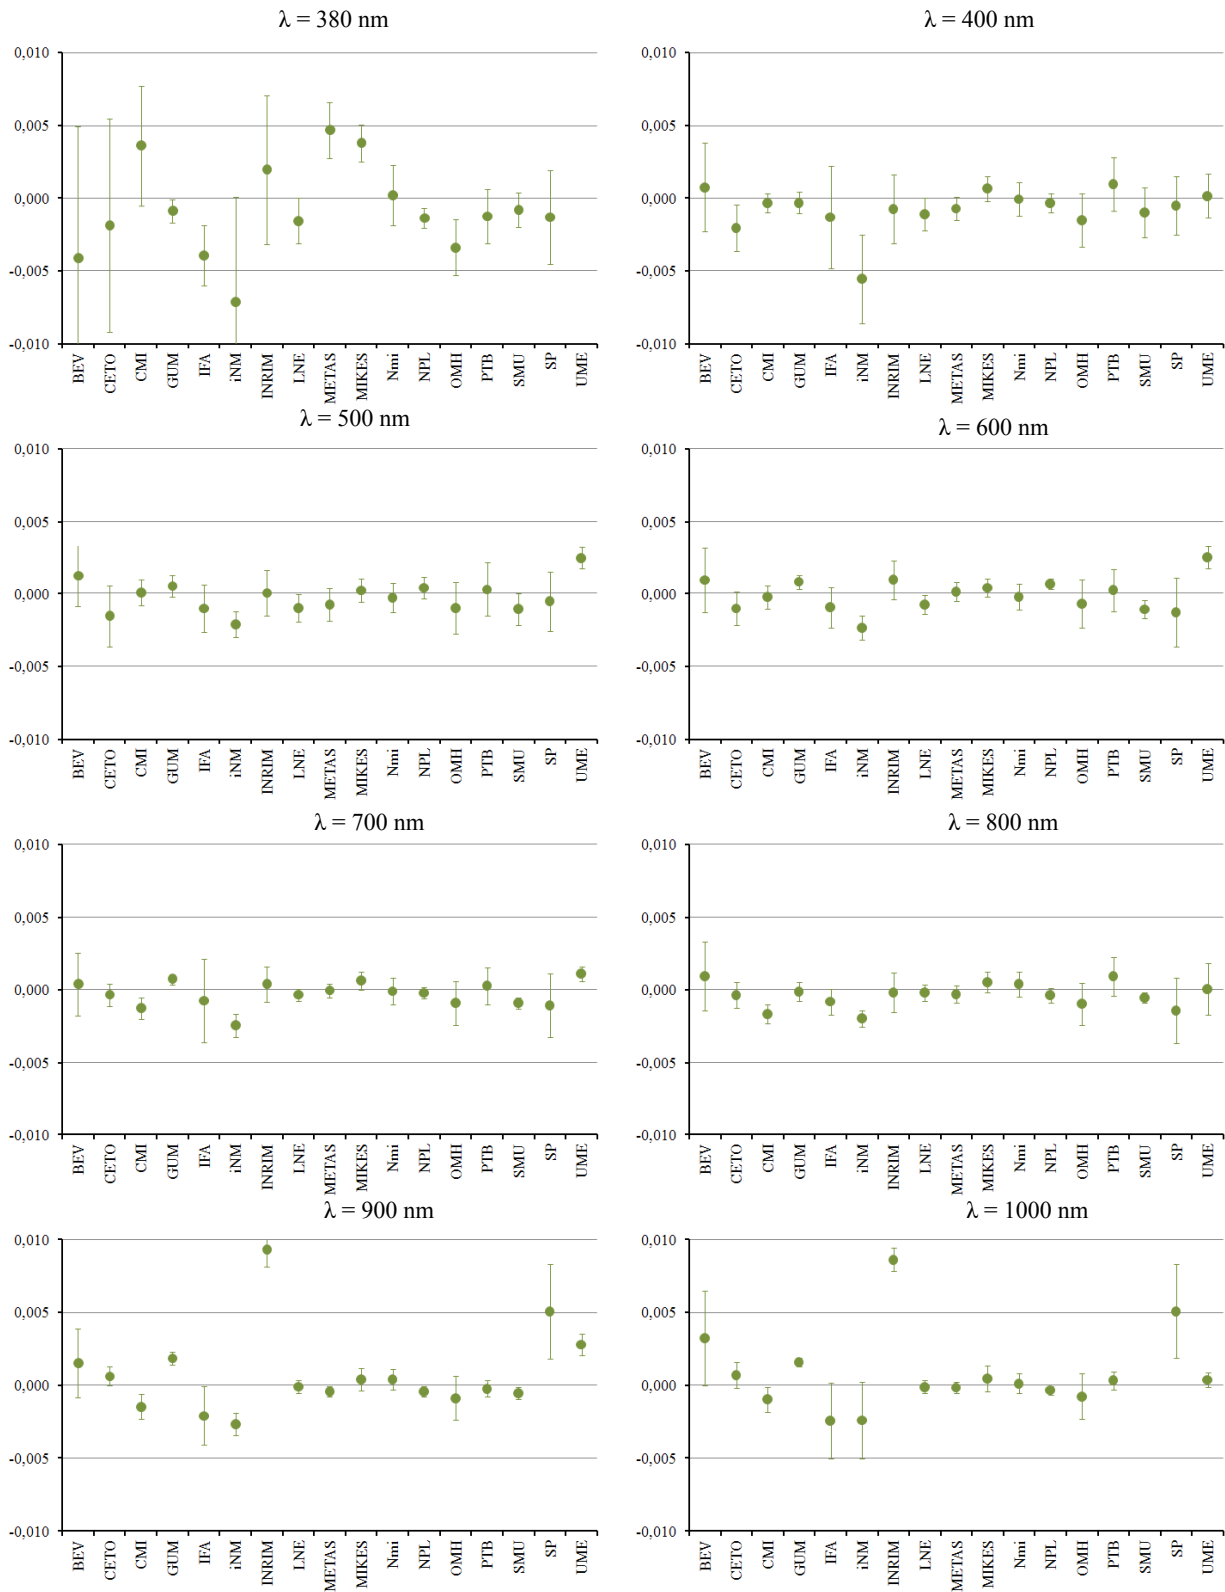 λ = 380 nm
0,010
0,005
0,000
-0,005
-0,010
BEV
CETO
CMI
GUM
IFA
iNM
INRIM
LNE
METAS
MIKES
Nmi
NPL
OMH
PTB
SMU
SP
UME
λ = 400 nm
0,010
0,005
0,000
-0,005
-0,010
BEV
CETO
CMI
GUM
IFA
iNM
INRIM
LNE
METAS
MIKES
Nmi
NPL
OMH
PTB
SMU
SP
UME
λ = 500 nm
0,010
0,005
0,000
-0,005
-0,010
BEV
CETO
CMI
GUM
IFA
iNM
INRIM
LNE
METAS
MIKES
Nmi
NPL
OMH
PTB
SMU
SP
UME
λ = 600 nm
0,010
0,005
0,000
-0,005
-0,010
BEV
CETO
CMI
GUM
IFA
iNM
INRIM
LNE
METAS
MIKES
Nmi
NPL
OMH
PTB
SMU
SP
UME
λ = 700 nm
0,010
0,005
0,000
-0,005
-0,010
BEV
CETO
CMI
GUM
IFA
iNM
INRIM
LNE
METAS
MIKES
Nmi
NPL
OMH
PTB
SMU
SP
UME
λ = 800 nm
0,010
0,005
0,000
-0,005
-0,010
BEV
CETO
CMI
GUM
IFA
iNM
INRIM
LNE
METAS
MIKES
Nmi
NPL
OMH
PTB
SMU
SP
UME
λ = 900 nm
0,010
0,005
0,000
-0,005
-0,010
BEV
CETO
CMI
GUM
IFA
iNM
INRIM
LNE
METAS
MIKES
Nmi
NPL
OMH
PTB
SMU
SP
UME
λ = 1000 nm
0,010
0,005
0,000
-0,005
-0,010
BEV
CETO
CMI
GUM
IFA
iNM
INRIM
LNE
METAS
MIKES
Nmi
NPL
OMH
PTB
SMU
SP
UME